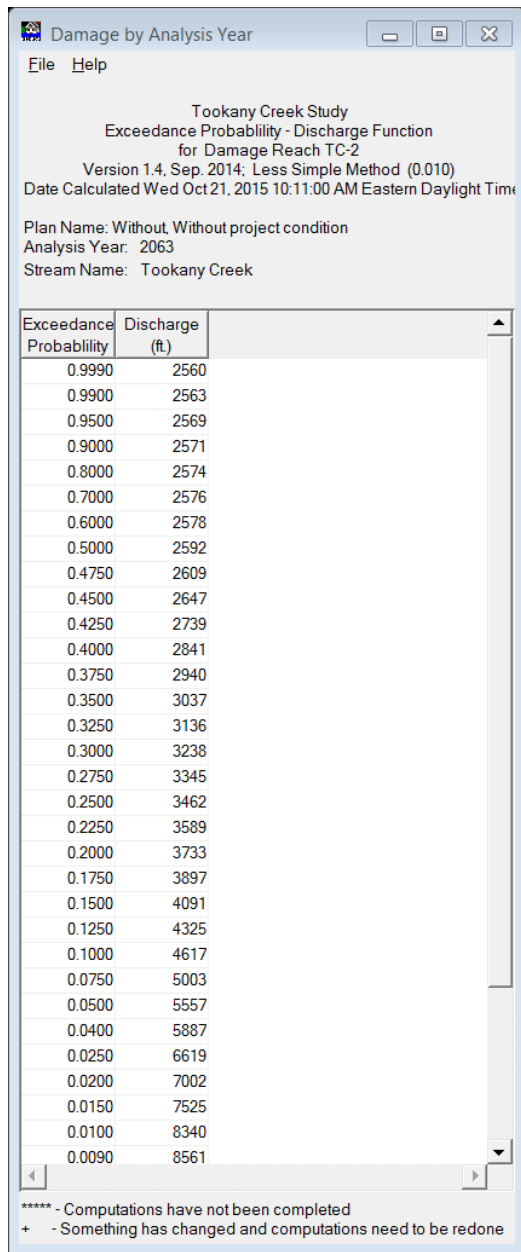 Damage by Analysis Year
File Help
Tookany Creek Study
Exceedance Probablility - Discharge Function
for Damage Reach TC-2
Version 1.4, Sep. 2014; Less Simple Method (0.010)
Date Calculated Wed Oct 21, 2015 10:11:00 AM Eastern Daylight Time
Plan Name: Without, Without project condition
Analysis Year: 2063
Stream Name: Tookany Creek
Exceedance Discharge
Probablility (ft.)
0.9990 2560
0.9900 2563
0.9500 2569
0.9000 2571
0.8000 2574
0.7000 2576
0.6000 2578
0.5000 2592
0.4750 2609
0.4500 2647
0.4250 2739
0.4000 2841
0.3750 2940
0.3500 3037
0.3250 3136
0.3000 3238
0.2750 3345
0.2500 3462
0.2250 3589
0.2000 3733
0.1750 3897
0.1500 4091
0.1250 4325
0.1000 4617
0.0750 5003
0.0500 5557
0.0400 5887
0.0250 6619
0.0200 7002
0.0150 7525
0.0100 8340
0.0090 8561
***** - Computations have not been completed
+ - Something has changed and computations need to be redone